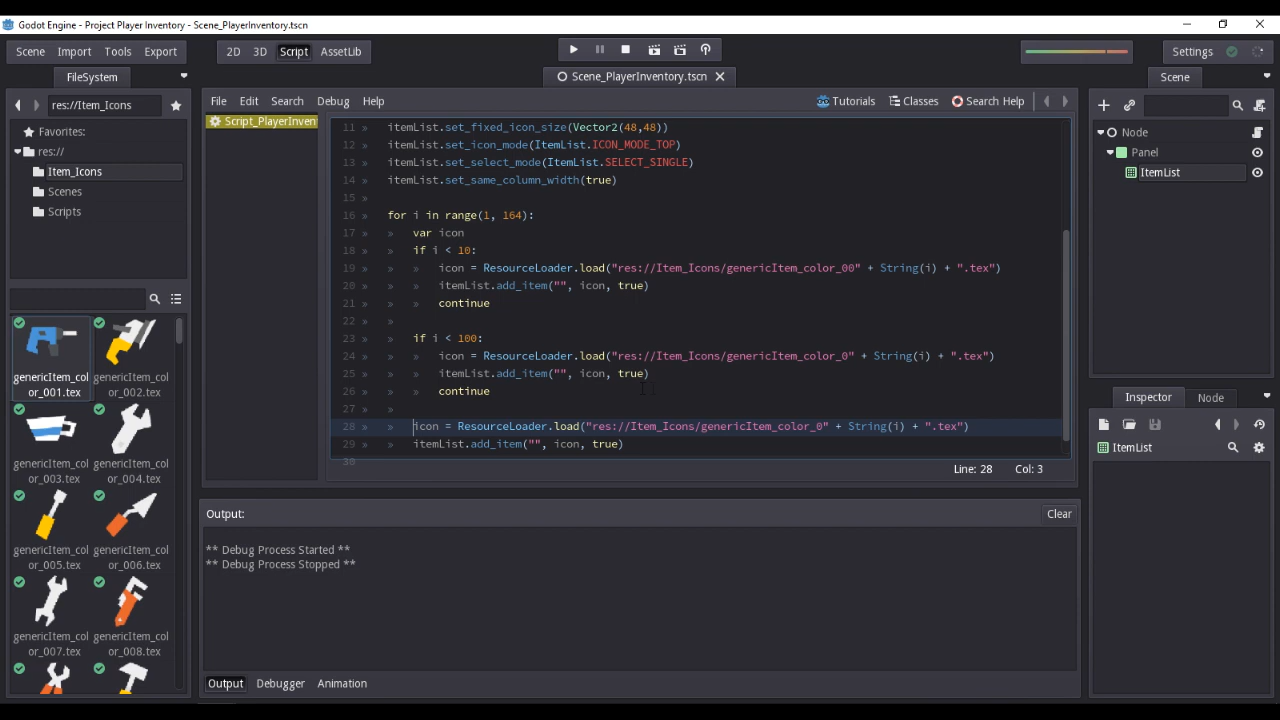 Godot Engine - Project Player Inventory - Scene_PlayerInventory.tscn
Scene Import Tools Export 2D 3D Script AssetLib Settings
FileSystem
Scene_PlayerInventory.tscn
Scene
res://Item_Icons
Favorites:
res://
Item_Icons
Scenes
Scripts
genericItem_col
or_001.tex
genericItem_col
or_002.tex
genericItem_col
or_003.tex
genericItem_col
or_004.tex
genericItem_col
or_005.tex
genericItem_col
or_006.tex
genericItem_col
or_007.tex
genericItem_col
or_008.tex
File Edit Search Debug Help Tutorials Classes Search Help
Script_PlayerInven
11 » itemList.set_fixed_icon_size(Vector2(48,48))
12 » itemList.set_icon_mode(ItemList.ICON_MODE_TOP)
13 » itemList.set_select_mode(ItemList.SELECT_SINGLE)
14 » itemList.set_same_column_width(true)
15 »
16 » for i in range(1, 164):
17 » » var icon
18 » » if i < 10:
19 » » » icon = ResourceLoader.load("res://Item_Icons/genericItem_color_00" + String(i) + ".tex")
20 » » » itemList.add_item("", icon, true)
21 » » » continue
22 » »
23 » » if i < 100:
24 » » » icon = ResourceLoader.load("res://Item_Icons/genericItem_color_0" + String(i) + ".tex")
25 » » » itemList.add_item("", icon, true)
26 » » » continue
27 » »
28 » » icon = ResourceLoader.load("res://Item_Icons/genericItem_color_0" + String(i) + ".tex")
29 » » itemList.add_item("", icon, true)
30
Line: 28 Col: 3
Output:
Clear
** Debug Process Started **
** Debug Process Stopped **
Output Debugger Animation
Node
Panel
ItemList
Inspector Node
ItemList